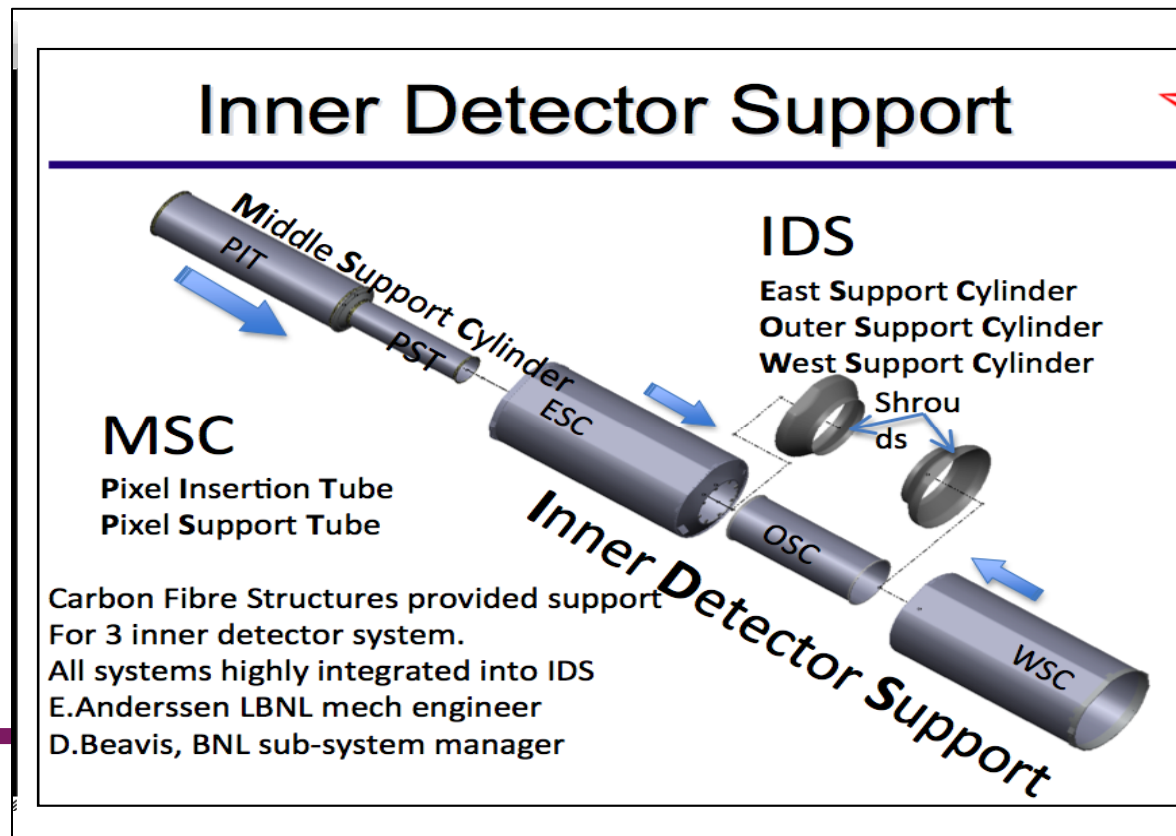 Inner Detector Support
Middle Support Cylinder
PIT
PST
IDS
East Support Cylinder
Outer Support Cylinder
West Support Cylinder
Shrou
ds
ESC
MSC
Pixel Insertion Tube
Pixel Support Tube
OSC
WSC
Inner Detector Support
Carbon Fibre Structures provided support
For 3 inner detector system.
All systems highly integrated into IDS
E.Anderssen LBNL mech engineer
D.Beavis, BNL sub-system manager